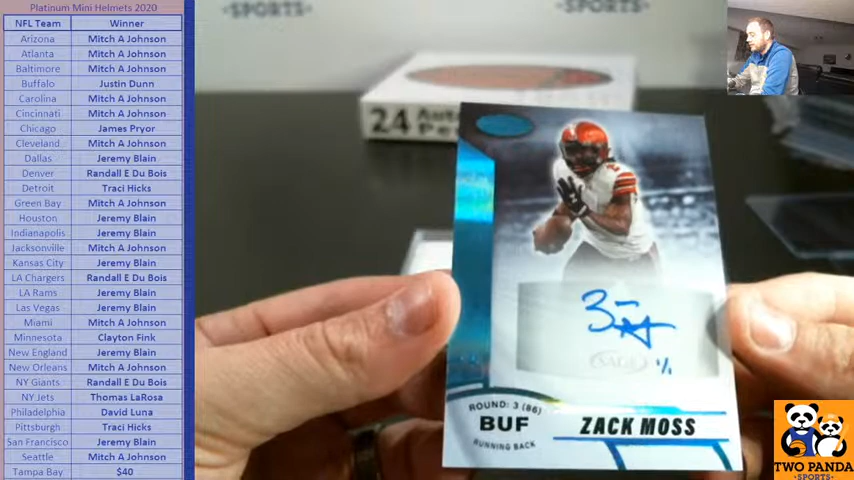 Platinum Mini Helmets 2020
NFL Team Winner
Arizona Mitch A Johnson
Atlanta Mitch A Johnson
Baltimore Mitch A Johnson
Buffalo Justin Dunn
Carolina Mitch A Johnson
Cincinnati Mitch A Johnson
Chicago James Pryor
Cleveland Mitch A Johnson
Dallas Jeremy Blain
Denver Randall E Du Bois
Detroit Traci Hicks
Green Bay Mitch A Johnson
Houston Jeremy Blain
Indianapolis Jeremy Blain
Jacksonville Mitch A Johnson
Kansas City Jeremy Blain
LA Chargers Randall E Du Bois
LA Rams Jeremy Blain
Las Vegas Jeremy Blain
Miami Mitch A Johnson
Minnesota Clayton Fink
New England Jeremy Blain
New Orleans Mitch A Johnson
NY Giants Randall E Du Bois
NY Jets Thomas LaRosa
Philadelphia David Luna
Pittsburgh Traci Hicks
San Francisco Jeremy Blain
Seattle Mitch A Johnson
Tampa Bay $40
·SPORTS·
·SPORTS·
24
SAGE
1/1
ROUND: 3 (86)
BUF
RUNNING BACK
ZACK MOSS
TWO PANDA
·SPORTS·